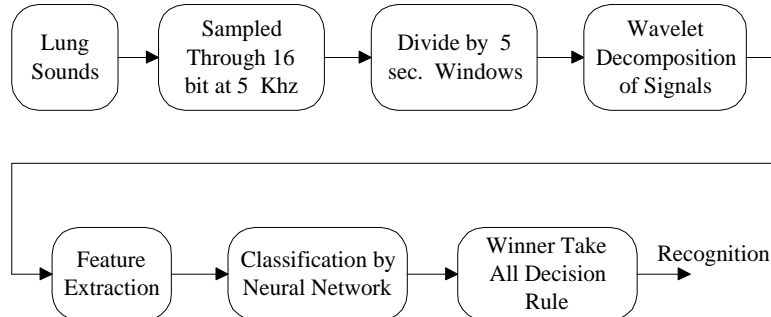 Lung
Sounds
Sampled
Through 16
bit at 5 Khz
Divide by 5
sec. Windows
Wavelet
Decomposition
of Signals
Feature
Extraction
Classification by
Neural Network
Winner Take
All Decision
Rule
Recognition